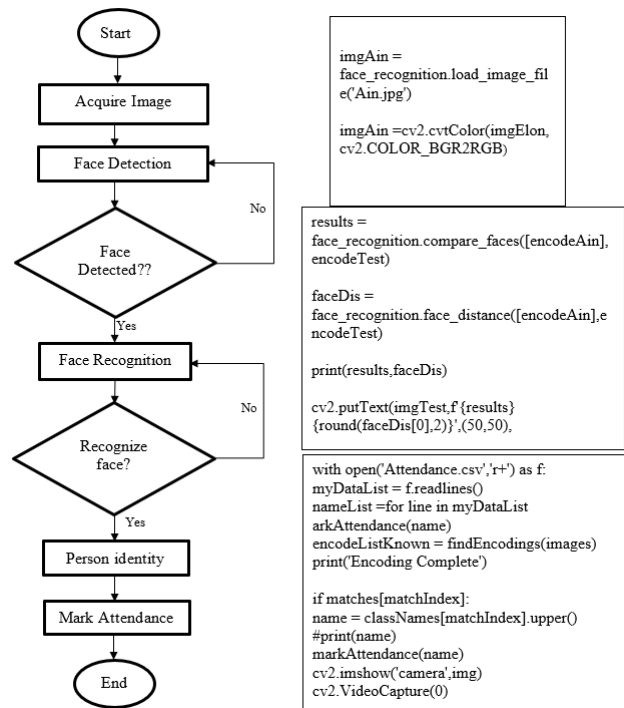 Start
Acquire Image
Face Detection
No
Face
Detected??
Yes
Face Recognition
No
Recognize
face?
Yes
Person identity
Mark Attendance
End
imgAin =
face_recognition.load_image_fil
e('Ain.jpg')
imgAin =cv2.cvtColor(imgElon,
cv2.COLOR_BGR2RGB)
results =
face_recognition.compare_faces([encodeAin],
encodeTest)
faceDis =
face_recognition.face_distance([encodeAin],e
ncodeTest)
print(results,faceDis)
cv2.putText(imgTest,f'{results}
{round(faceDis[0],2)}',(50,50),
with open('Attendance.csv','r+') as f:
myDataList = f.readlines()
nameList =for line in myDataList
arkAttendance(name)
encodeListKnown = findEncodings(images)
print('Encoding Complete')
if matches[matchIndex]:
name = classNames[matchIndex].upper()
#print(name)
markAttendance(name)
cv2.imshow('camera',img)
cv2.VideoCapture(0)